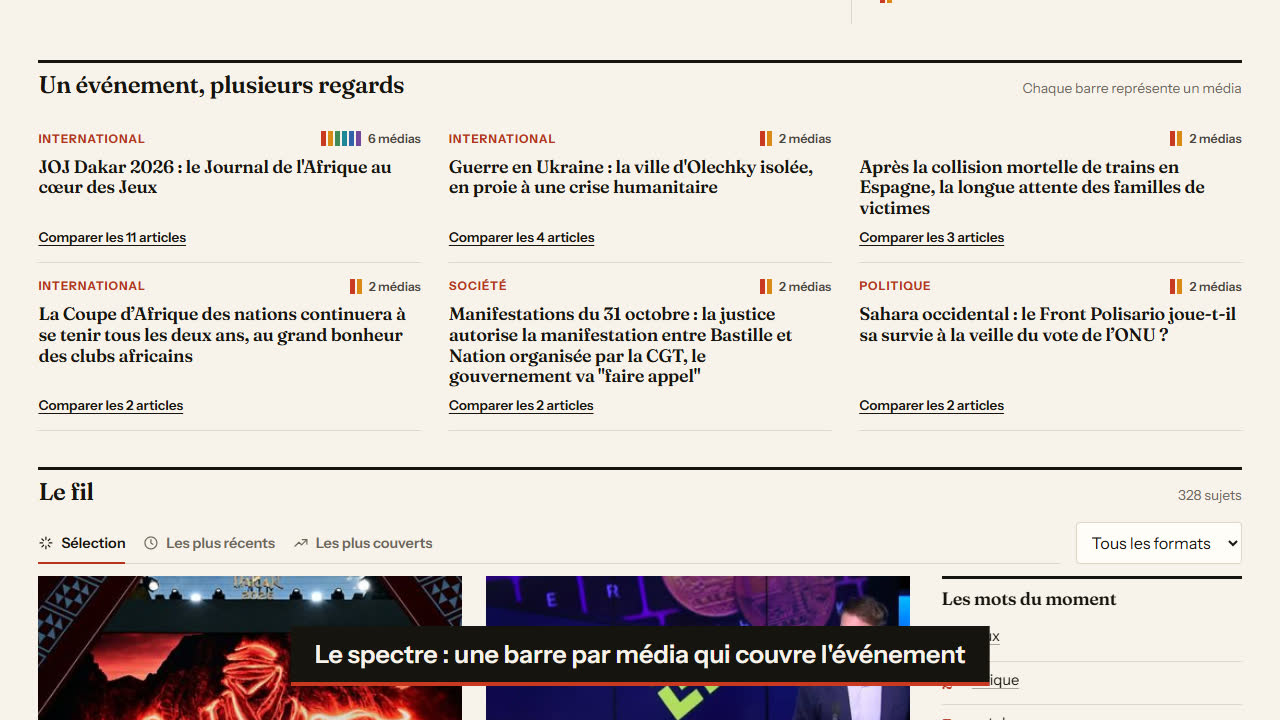 Un événement, plusieurs regards
Chaque barre représente un média
INTERNATIONAL
6 médias
JOJ Dakar 2026 : le Journal de l'Afrique au
cœur des Jeux
Comparer les 11 articles
INTERNATIONAL
2 médias
Guerre en Ukraine : la ville d'Olechky isolée,
en proie à une crise humanitaire
Comparer les 4 articles
2 médias
Après la collision mortelle de trains en
Espagne, la longue attente des familles de
victimes
Comparer les 3 articles
INTERNATIONAL
2 médias
La Coupe d’Afrique des nations continuera à
se tenir tous les deux ans, au grand bonheur
des clubs africains
Comparer les 2 articles
SOCIÉTÉ
2 médias
Manifestations du 31 octobre : la justice
autorise la manifestation entre Bastille et
Nation organisée par la CGT, le
gouvernement va "faire appel"
Comparer les 2 articles
POLITIQUE
2 médias
Sahara occidental : le Front Polisario joue-t-il
sa survie à la veille du vote de l’ONU ?
Comparer les 2 articles
Le fil
328 sujets
Sélection
Les plus récents
Les plus couverts
Tous les formats
2026
E R
Les mots du moment
Le spectre : une barre par média qui couvre l'événement